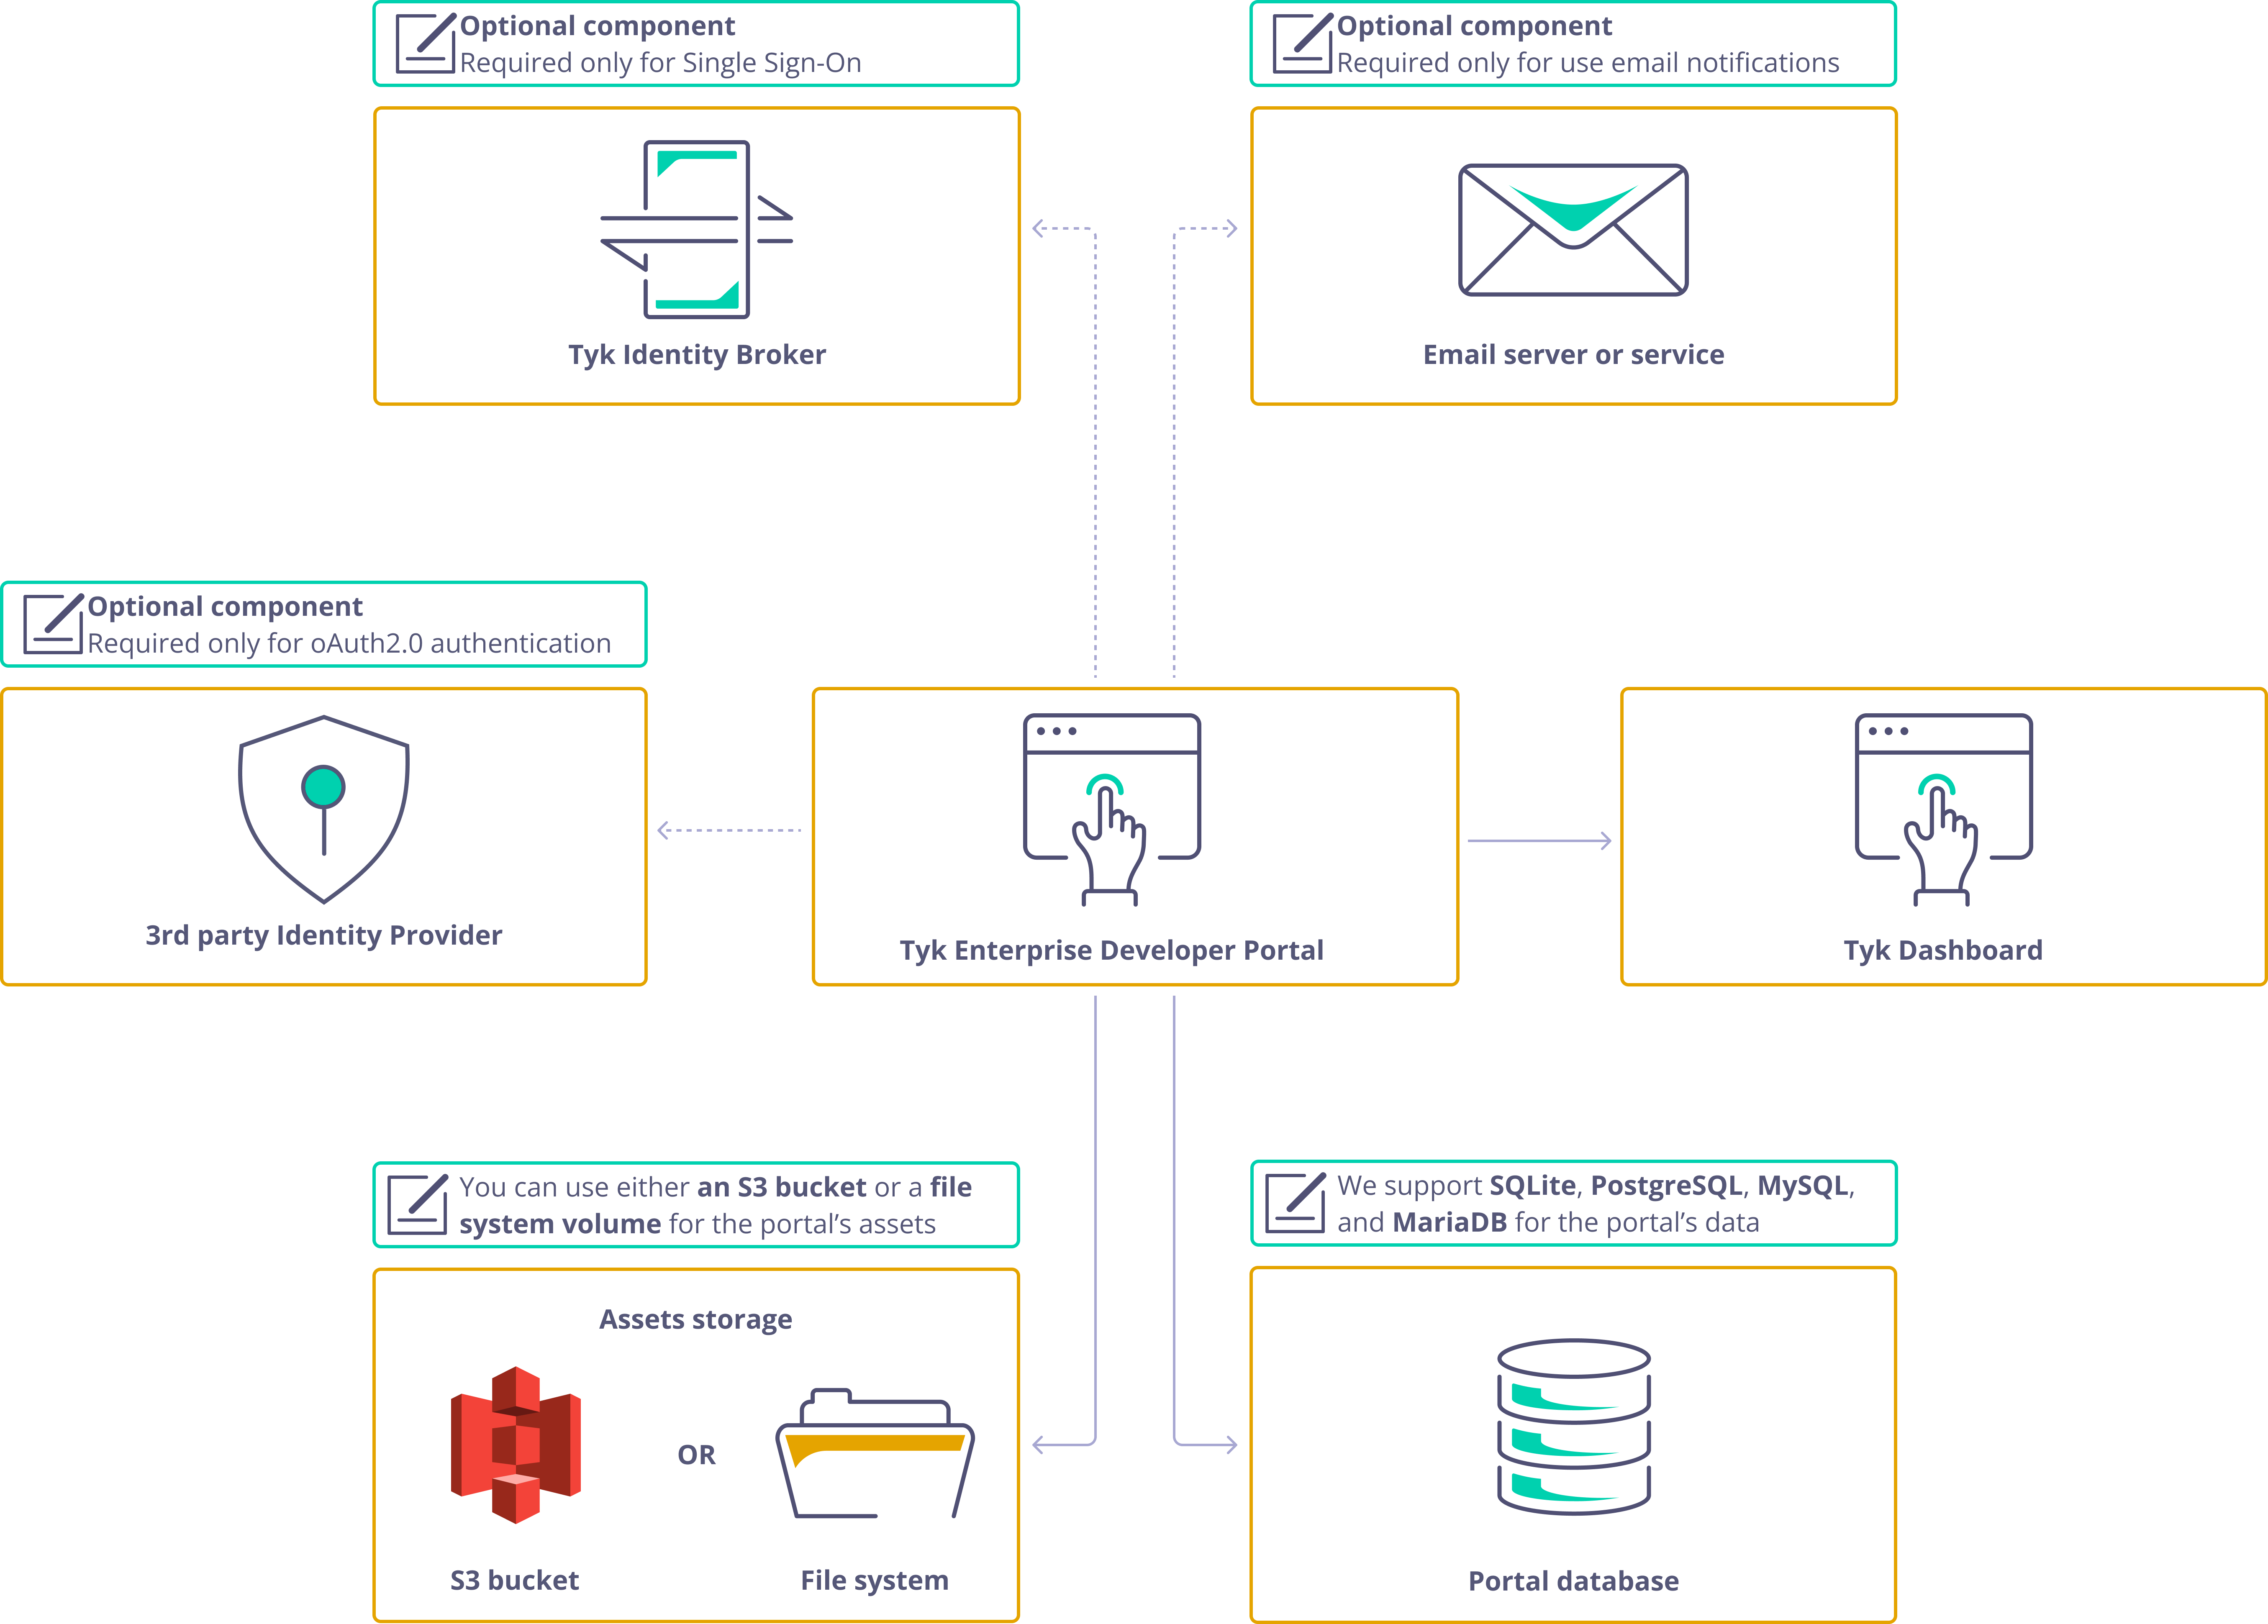 Optional component
Required only for Single Sign-On
Optional component
Required only for use email notifications
Tyk Identity Broker
Email server or service
Optional component
Required only for oAuth2.0 authentication
3rd party Identity Provider
Tyk Enterprise Developer Portal
Tyk Dashboard
You can use either an S3 bucket or a file
system volume for the portal’s assets
We support SQLite, PostgreSQL, MySQL,
and MariaDB for the portal’s data
Assets storage
OR
S3 bucket
File system
Portal database